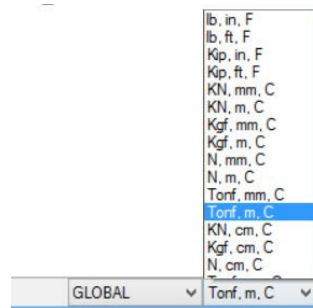 lb, in, F
lb, ft, F
Kip, in, F
Kip, ft, F
KN, mm, C
KN, m, C
Kgf, mm, C
Kgf, m, C
N, mm, C
N, m, C
Tonf, mm, C
Tonf, m, C
KN, cm, C
Kgf, cm, C
N, cm, C
GLOBAL Tonf, m, C